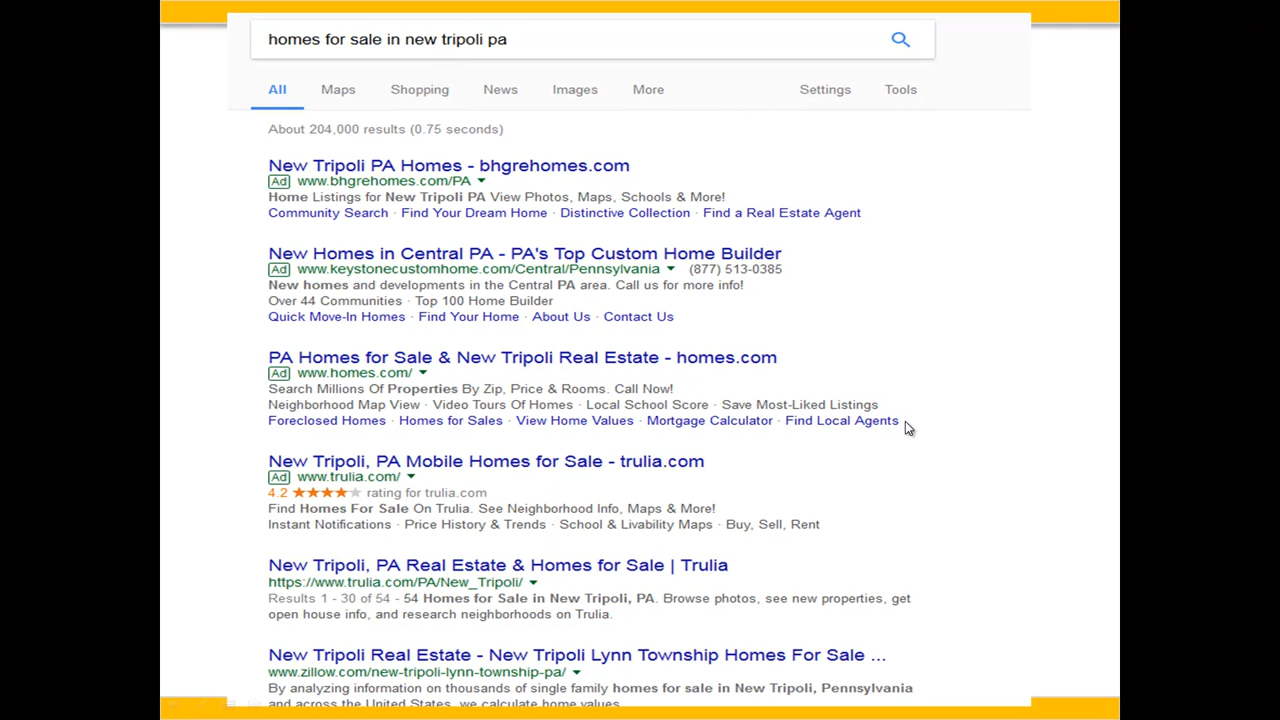 homes for sale in new tripoli pa
All Maps Shopping News Images More Settings Tools
About 204,000 results (0.75 seconds)
New Tripoli PA Homes - bhgrehomes.com
Ad www.bhgrehomes.com/PA
Home Listings for New Tripoli PA View Photos, Maps, Schools & More!
Community Search · Find Your Dream Home · Distinctive Collection · Find a Real Estate Agent
New Homes in Central PA - PA's Top Custom Home Builder
Ad www.keystonecustomhome.com/Central/Pennsylvania (877) 513-0385
New homes and developments in the Central PA area. Call us for more info!
Over 44 Communities · Top 100 Home Builder
Quick Move-In Homes · Find Your Home · About Us · Contact Us
PA Homes for Sale & New Tripoli Real Estate - homes.com
Ad www.homes.com/
Search Millions Of Properties By Zip, Price & Rooms. Call Now!
Neighborhood Map View · Video Tours Of Homes · Local School Score · Save Most-Liked Listings
Foreclosed Homes · Homes for Sales · View Home Values · Mortgage Calculator · Find Local Agents
New Tripoli, PA Mobile Homes for Sale - trulia.com
Ad www.trulia.com/
4.2 ★★★★★ rating for trulia.com
Find Homes For Sale On Trulia. See Neighborhood Info, Maps & More!
Instant Notifications · Price History & Trends · School & Livability Maps · Buy, Sell, Rent
New Tripoli, PA Real Estate & Homes for Sale | Trulia
https://www.trulia.com/PA/New_Tripoli/
Results 1 - 30 of 54 - 54 Homes for Sale in New Tripoli, PA. Browse photos, see new properties, get
open house info, and research neighborhoods on Trulia.
New Tripoli Real Estate - New Tripoli Lynn Township Homes For Sale ...
www.zillow.com/new-tripoli-lynn-township-pa/
By analyzing information on thousands of single family homes for sale in New Tripoli, Pennsylvania
and across the United States, we calculate home values